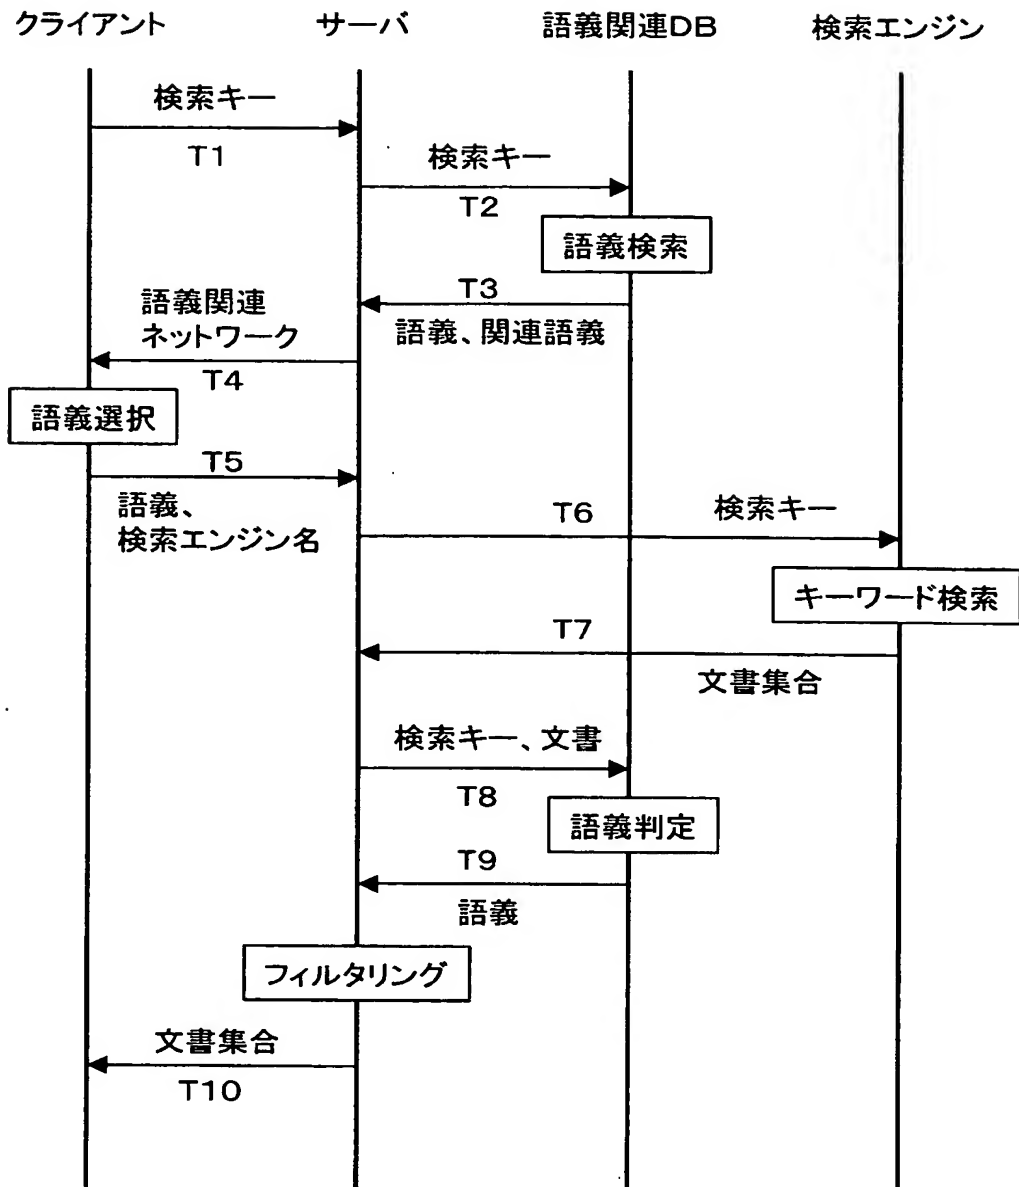 クライアント
サーバ
語義関連DB
検索エンジン
検索キー
T1
検索キー
T2
語義検索
T3
語義、関連語義
語義関連
ネットワーク
T4
語義選択
T5
語義、
検索エンジン名
T6
検索キー
キーワード検索
T7
文書集合
検索キー、文書
T8
語義判定
T9
語義
フィルタリング
文書集合
T10